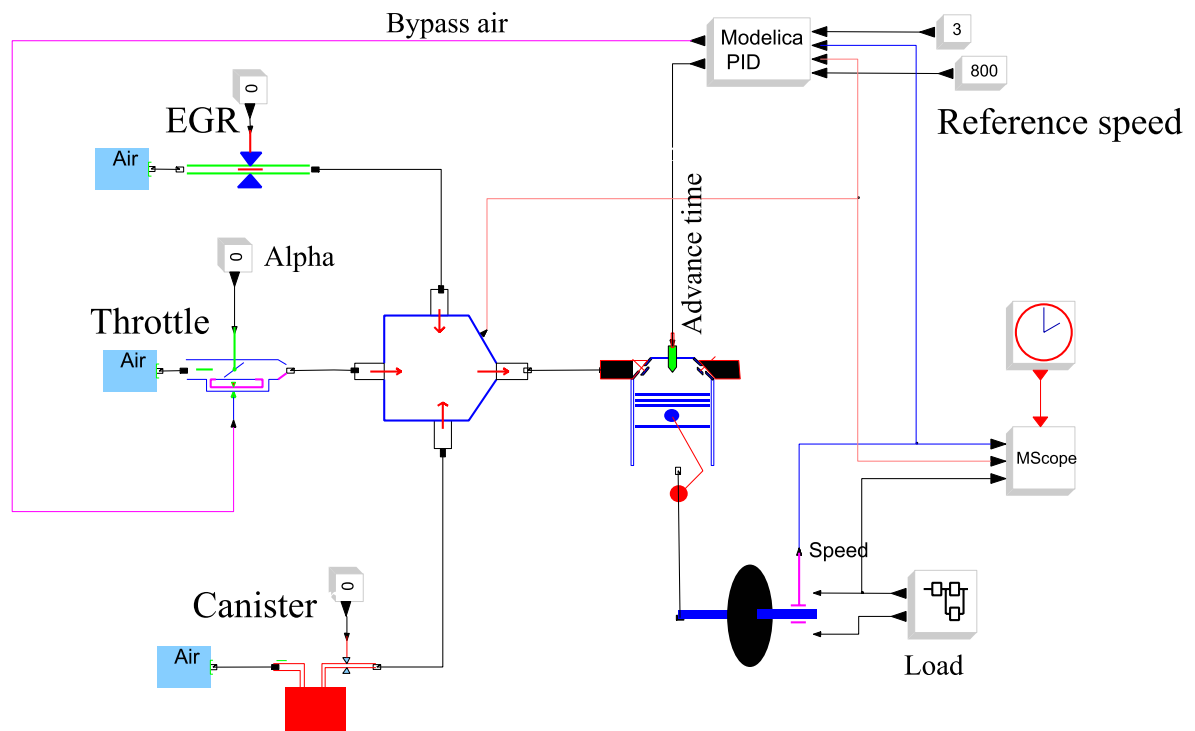 Bypass air
Modelica
PID
3
800
Reference speed
0
EGR
Air
Advance time
0
Alpha
Throttle
Air
MScope
Speed
0
Canister
Air
Load